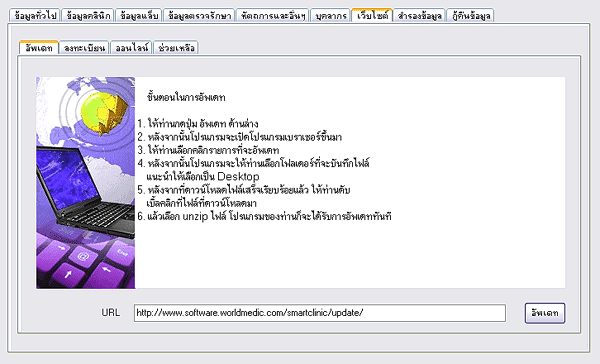 ข้อมูลทั่วไป ข้อมูลคลินิก ข้อมูลแล็บ ข้อมูลตรวจรักษา หัตถการและอื่นๆ บุคลากร เว็บไซต์ สำรองข้อมูล กู้คืนข้อมูล
อัพเดท ลงทะเบียน ออนไลน์ ช่วยเหลือ
ขั้นตอนในการอัพเดท
1. ให้ท่านกดปุ่ม อัพเดท ด้านล่าง
2. หลังจากนั้นโปรแกรมจะเปิดโปรแกรมเบราเซอร์ขึ้นมา
3. ให้ท่านเลือกคลิกรายการที่จะอัพเดท
4. หลังจากนั้นโปรแกรมจะให้ท่านเลือกโฟลเดอร์ที่จะบันทึกไฟล์
แนะนำให้เลือกเป็น Desktop
5. หลังจากที่ดาวน์โหลดไฟล์เสร็จเรียบร้อยแล้ว ให้ท่านดับ
เบิ้ลคลิกที่ไฟล์ที่ดาวน์โหลดมา
6. แล้วเลือก unzip ไฟล์ โปรแกรมของท่านก็จะได้รับการอัพเดททันที
URL http://www.software.worldmedic.com/smartclinic/update/ อัพเดท